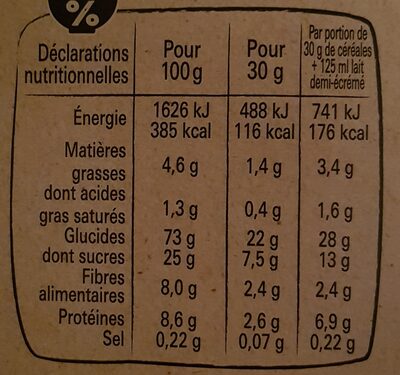 %
Déclarations nutritionnelles Pour 100 g Pour 30 g Par portion de 30 g de céréales + 125 ml lait demi-écrémé
Énergie 1626 kJ 488 kJ 741 kJ
385 kcal 116 kcal 176 kcal
Matières grasses 4,6 g 1,4 g 3,4 g
dont acides gras saturés 1,3 g 0,4 g 1,6 g
Glucides 73 g 22 g 28 g
dont sucres 25 g 7,5 g 13 g
Fibres alimentaires 8,0 g 2,4 g 2,4 g
Protéines 8,6 g 2,6 g 6,9 g
Sel 0,22 g 0,07 g 0,22 g